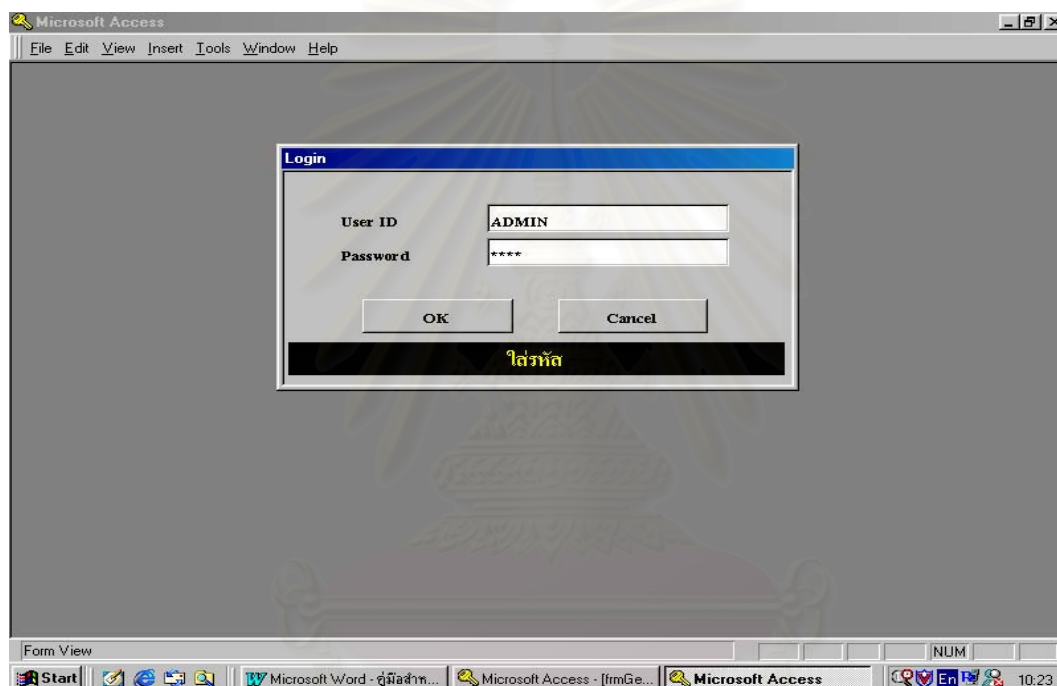 Microsoft Access
File Edit View Insert Tools Window Help
Login
User ID ADMIN
Password ****
OK Cancel
ใส่รหัส
Form View NUM
Start Microsoft Word - คู่มือสำห... Microsoft Access - [frmGe... Microsoft Access En 10:23